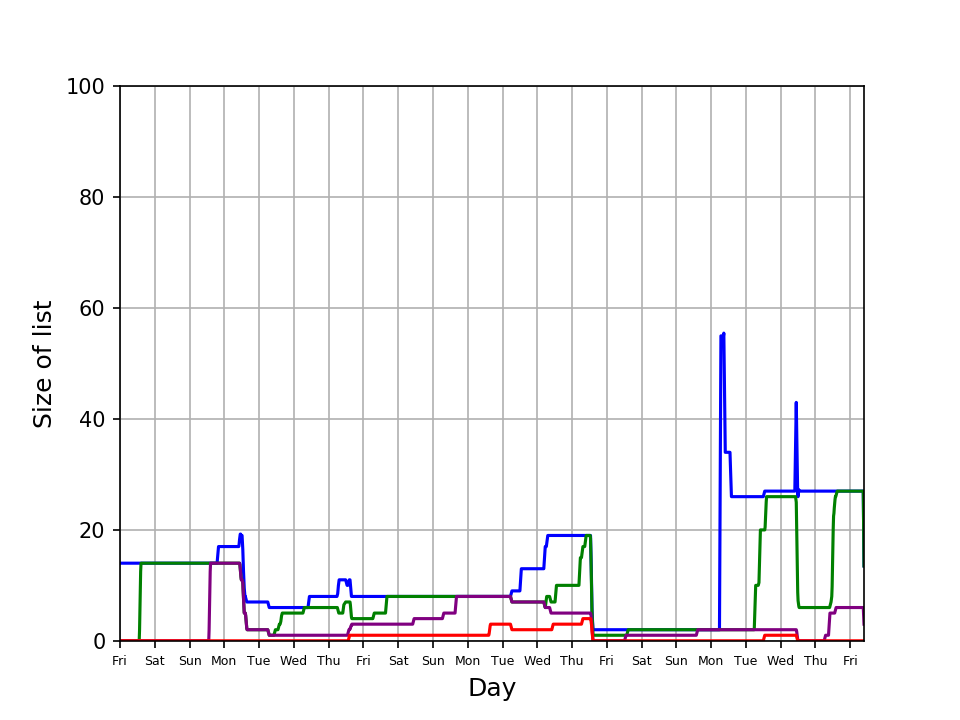 100
80
60
40
20
0
Size of list
Fri Sat Sun Mon Tue Wed Thu Fri Sat Sun Mon Tue Wed Thu Fri Sat Sun Mon Tue Wed Thu Fri
Day